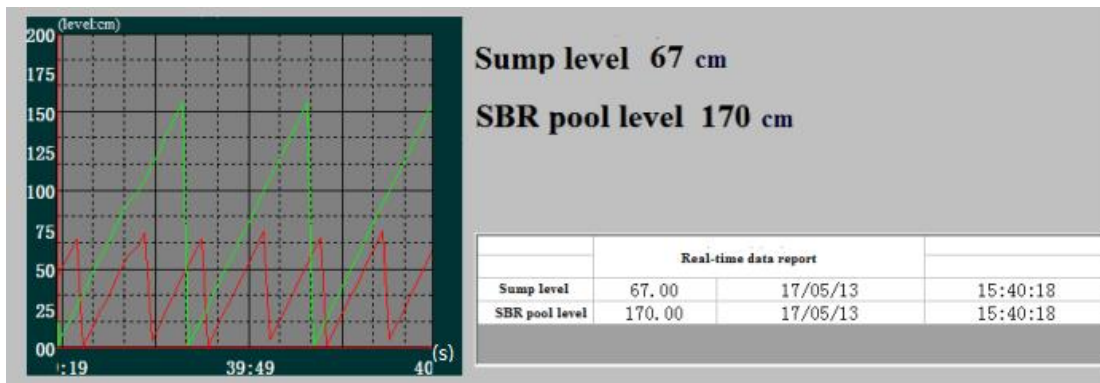 (level:cm)
200
175
150
125
100
75
50
25
00
:19 39:49 40
(s)
Sump level 67 cm
SBR pool level 170 cm
Real-time data report
Sump level 67.00 17/05/13 15:40:18
SBR pool level 170.00 17/05/13 15:40:18